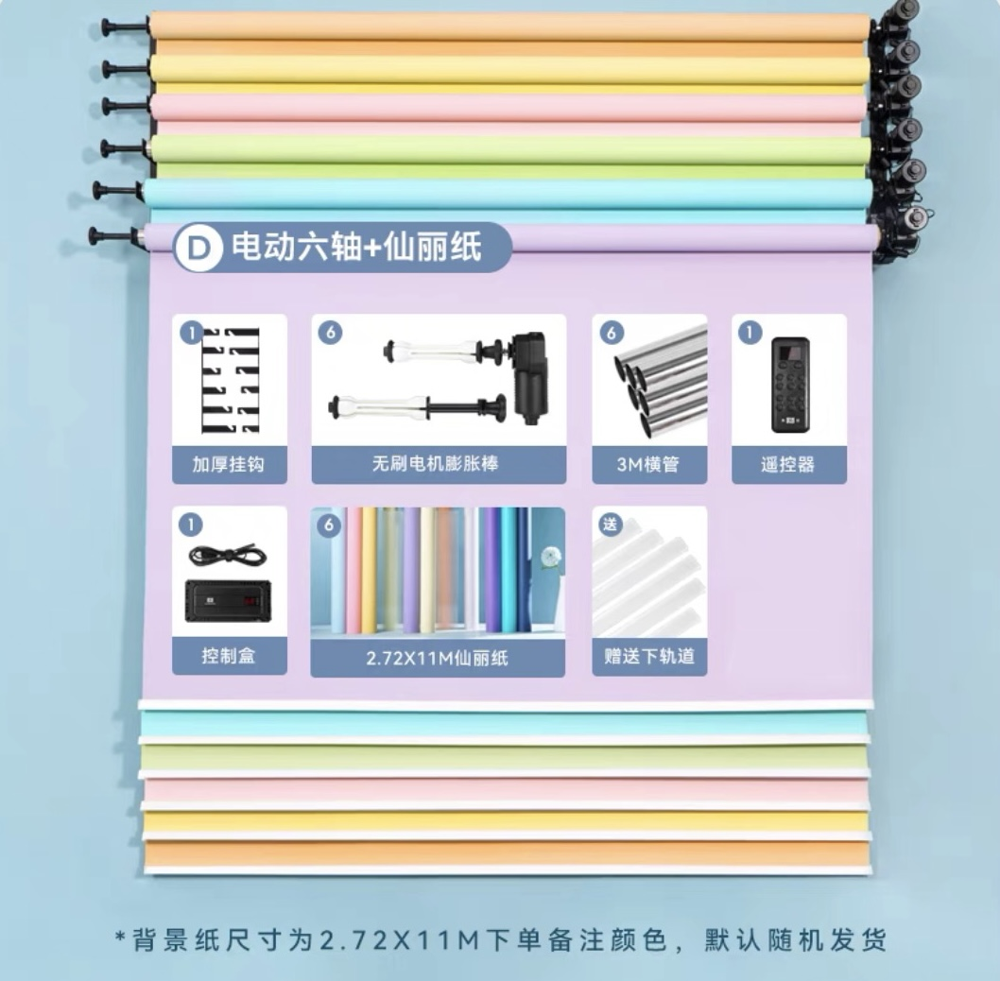 D 电动六轴+仙丽纸
1
加厚挂钩
6
无刷电机膨胀棒
6
3M横管
1
遥控器
1
控制盒
6
2.72X11M仙丽纸
送
赠送下轨道
*背景纸尺寸为2.72X11M下单备注颜色，默认随机发货